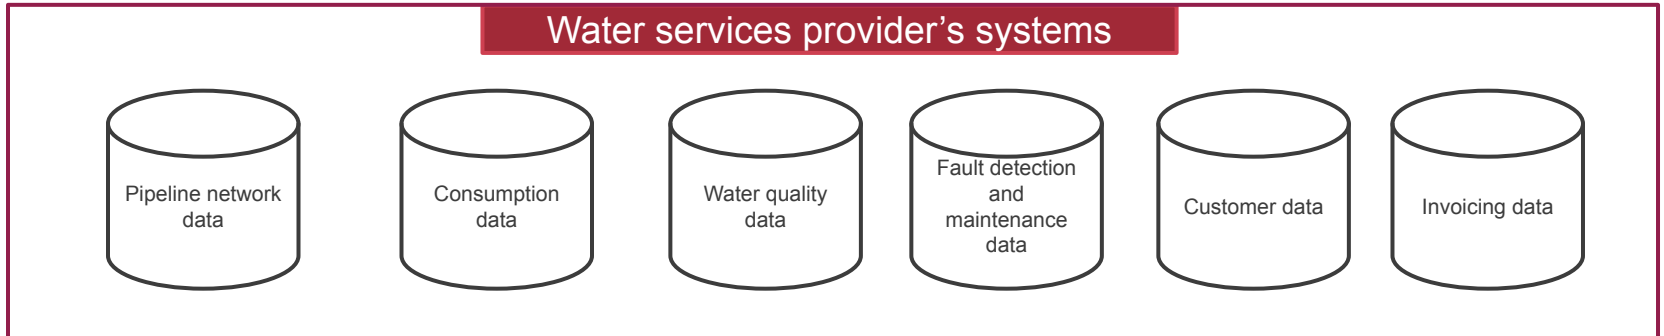 Water services provider’s systems
Pipeline network
data
Consumption
data
Water quality
data
Fault detection
and
maintenance
data
Customer data
Invoicing data